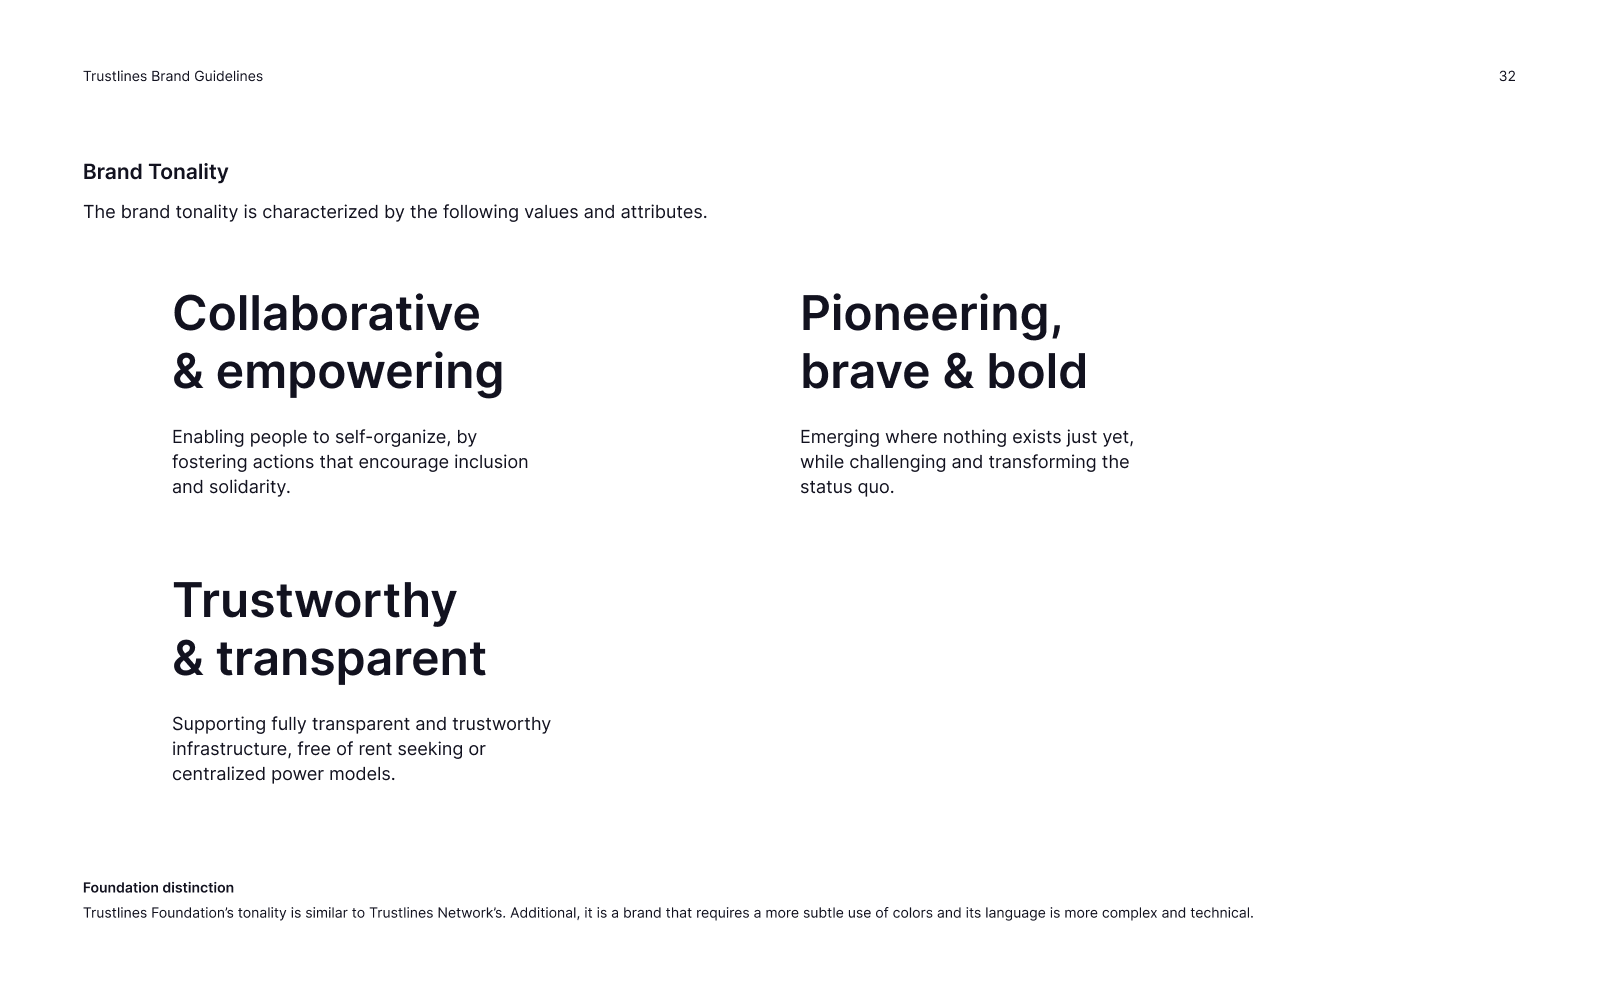 Trustlines Brand Guidelines
32
Brand Tonality
The brand tonality is characterized by the following values and attributes.
Collaborative
& empowering
Enabling people to self-organize, by
fostering actions that encourage inclusion
and solidarity.
Pioneering,
brave & bold
Emerging where nothing exists just yet,
while challenging and transforming the
status quo.
Trustworthy
& transparent
Supporting fully transparent and trustworthy
infrastructure, free of rent seeking or
centralized power models.
Foundation distinction
Trustlines Foundation’s tonality is similar to Trustlines Network’s. Additional, it is a brand that requires a more subtle use of colors and its language is more complex and technical.